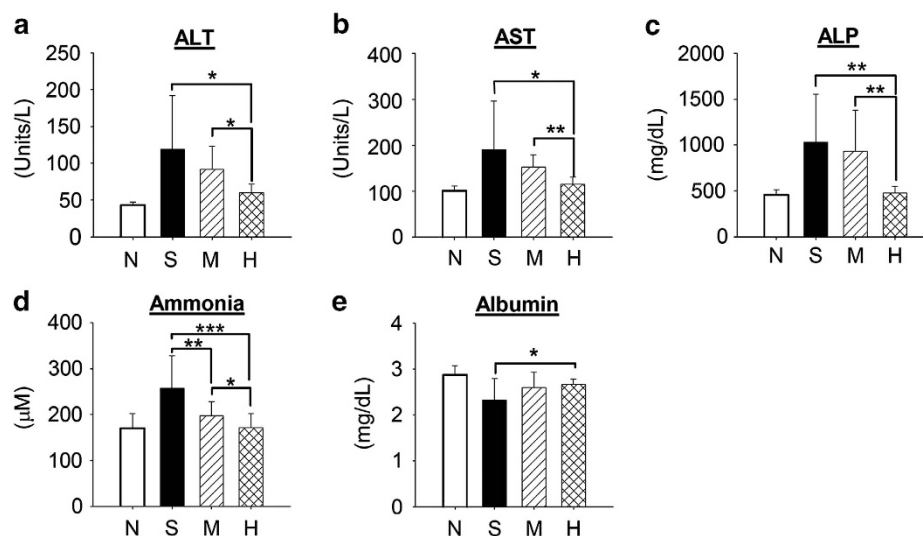 a
ALT
(Units/L)
250
200
150
100
50
0
*
*
N S M H
b
AST
(Units/L)
400
300
200
100
0
*
**
N S M H
c
ALP
(mg/dL)
2000
1500
1000
500
0
**
**
N S M H
d
Ammonia
(µM)
400
300
200
100
0
***
**
*
N S M H
e
Albumin
(mg/dL)
4
3
2
1
0
*
N S M H